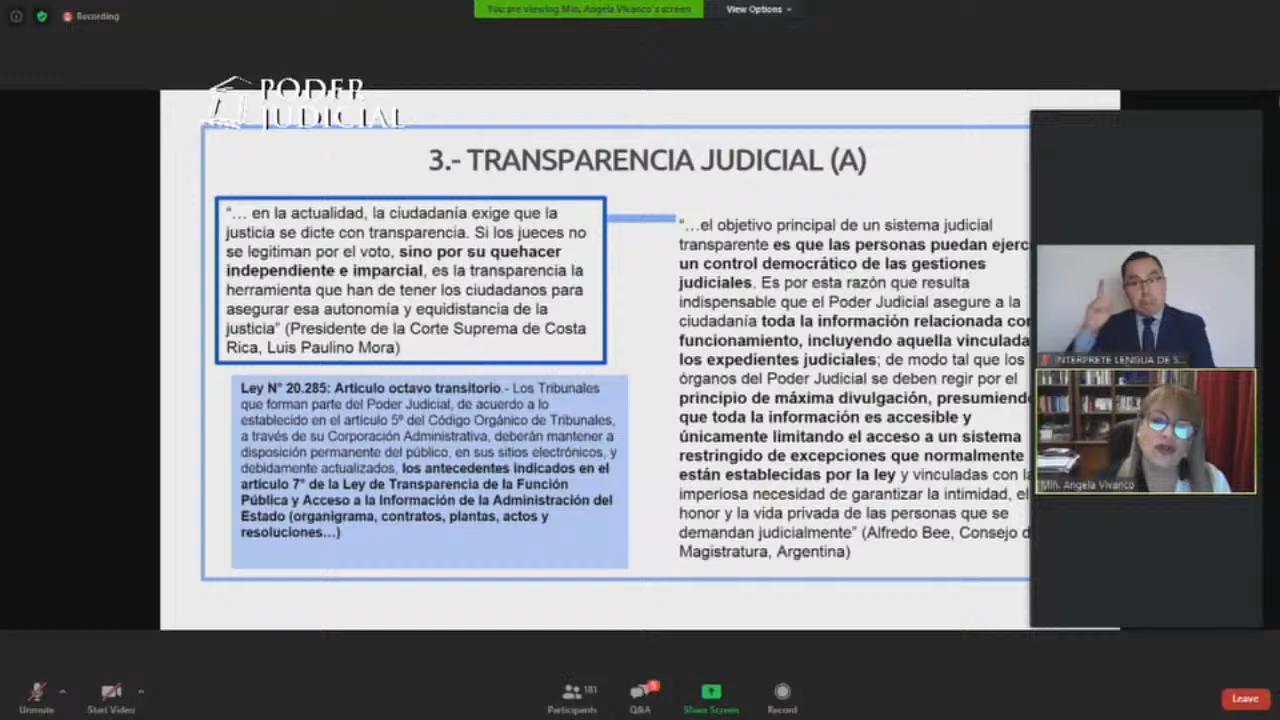 Recording
You are viewing Min. Angela Vivanco's screen
View Options
PODER
JUDICIAL
3.- TRANSPARENCIA JUDICIAL (A)
“… en la actualidad, la ciudadanía exige que la
justicia se dicte con transparencia. Si los jueces no
se legitiman por el voto, sino por su quehacer
independiente e imparcial, es la transparencia la
herramienta que han de tener los ciudadanos para
asegurar esa autonomía y equidistancia de la
justicia” (Presidente de la Corte Suprema de Costa
Rica, Luis Paulino Mora)
Ley N° 20.285: Articulo octavo transitorio.- Los Tribunales
que forman parte del Poder Judicial, de acuerdo a lo
establecido en el artículo 5º del Código Orgánico de Tribunales,
a través de su Corporación Administrativa, deberán mantener a
disposición permanente del público, en sus sitios electrónicos, y
debidamente actualizados, los antecedentes indicados en el
artículo 7° de la Ley de Transparencia de la Función
Pública y Acceso a la Información de la Administración del
Estado (organigrama, contratos, plantas, actos y
resoluciones…)
“…el objetivo principal de un sistema judicial
transparente es que las personas puedan ejerc
un control democrático de las gestiones
judiciales. Es por esta razón que resulta
indispensable que el Poder Judicial asegure a la
ciudadanía toda la información relacionada con
funcionamiento, incluyendo aquella vinculada
los expedientes judiciales; de modo tal que los
órganos del Poder Judicial se deben regir por el
principio de máxima divulgación, presumiendo
que toda la información es accesible y
únicamente limitando el acceso a un sistema
restringido de excepciones que normalmente
están establecidas por la ley y vinculadas con la
imperiosa necesidad de garantizar la intimidad, el
honor y la vida privada de las personas que se
demandan judicialmente” (Alfredo Bee, Consejo d
Magistratura, Argentina)
INTERPRETE LENGUA DE S...
Min. Angela Vivanco
Unmute
Start Video
181
Participants
5
Q&A
Share Screen
Record
Leave